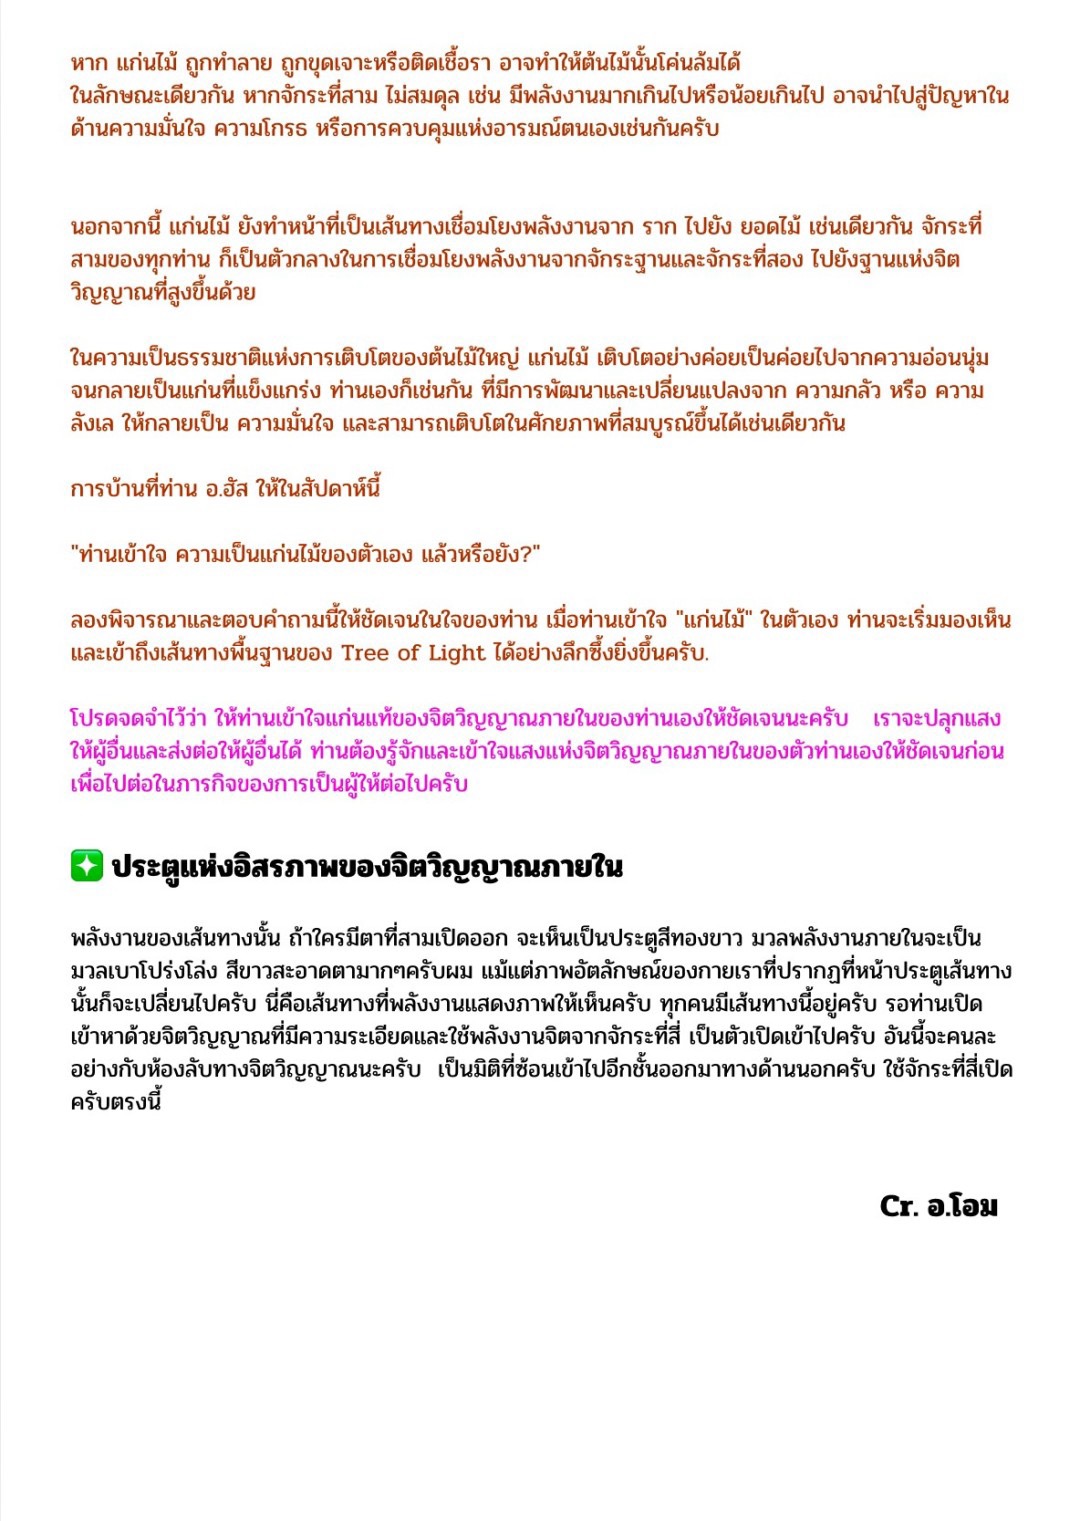 หาก แก่นไม้ ถูกทำลาย ถูกขุดเจาะหรือติดเชื้อรา อาจทำให้ต้นไม้นั้นโค่นล้มได้
ในลักษณะเดียวกัน หากจักระที่สาม ไม่สมดุล เช่น มีพลังงานมากเกินไปหรือน้อยเกินไป อาจนำไปสู่ปัญหาใน
ด้านความมั่นใจ ความโกรธ หรือการควบคุมแห่งอารมณ์ตนเองเช่นกันครับ
นอกจากนี้ แก่นไม้ ยังทำหน้าที่เป็นเส้นทางเชื่อมโยงพลังงานจาก ราก ไปยัง ยอดไม้ เช่นเดียวกัน จักระที่
สามของทุกท่าน ก็เป็นตัวกลางในการเชื่อมโยงพลังงานจากจักระฐานและจักระที่สอง ไปยังฐานแห่งจิต
วิญญาณที่สูงขึ้นด้วย
ในความเป็นธรรมชาติแห่งการเติบโตของต้นไม้ใหญ่ แก่นไม้ เติบโตอย่างค่อยเป็นค่อยไปจากความอ่อนนุ่ม
จนกลายเป็นแก่นที่แข็งแกร่ง ท่านเองก็เช่นกัน ที่มีการพัฒนาและเปลี่ยนแปลงจาก ความกลัว หรือ ความ
ลังเล ให้กลายเป็น ความมั่นใจ และสามารถเติบโตในศักยภาพที่สมบูรณ์ขึ้นได้เช่นเดียวกัน
การบ้านที่ท่าน อ.ฮัส ให้ในสัปดาห์นี้
"ท่านเข้าใจ ความเป็นแก่นไม้ของตัวเอง แล้วหรือยัง?"
ลองพิจารณาและตอบคำถามนี้ให้ชัดเจนในใจของท่าน เมื่อท่านเข้าใจ "แก่นไม้" ในตัวเอง ท่านจะเริ่มมองเห็น
และเข้าถึงเส้นทางพื้นฐานของ Tree of Light ได้อย่างลึกซึ้งยิ่งขึ้นครับ.
โปรดจดจำไว้ว่า ให้ท่านเข้าใจแก่นแท้ของจิตวิญญาณภายในของท่านเองให้ชัดเจนนะครับ เราจะปลุกแสง
ให้ผู้อื่นและส่งต่อให้ผู้อื่นได้ ท่านต้องรู้จักและเข้าใจแสงแห่งจิตวิญญาณภายในของตัวท่านเองให้ชัดเจนก่อน
เพื่อไปต่อในภารกิจของการเป็นผู้ให้ต่อไปครับ
ประตูแห่งอิสรภาพของจิตวิญญาณภายใน
พลังงานของเส้นทางนั้น ถ้าใครมีตาที่สามเปิดออก จะเห็นเป็นประตูสีทองขาว มวลพลังงานภายในจะเป็น
มวลเบาโปร่งโล่ง สีขาวสะอาดตามากๆครับผม แม้แต่ภาพอัตลักษณ์ของกายเราที่ปรากฏที่หน้าประตูเส้นทาง
นั้นก็จะเปลี่ยนไปครับ นี่คือเส้นทางที่พลังงานแสดงภาพให้เห็นครับ ทุกคนมีเส้นทางนี้อยู่ครับ รอท่านเปิด
เข้าหาด้วยจิตวิญญาณที่มีความระเอียดและใช้พลังงานจิตจากจักระที่สี่ เป็นตัวเปิดเข้าไปครับ อันนี้จะคนละ
อย่างกับห้องลับทางจิตวิญญาณนะครับ เป็นมิติที่ซ้อนเข้าไปอีกชั้นออกมาทางด้านนอกครับ ใช้จักระที่สี่เปิด
ครับตรงนี้
Cr. อ.โอม